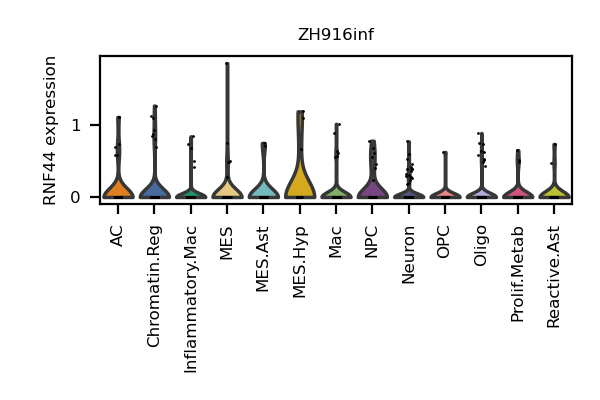 ZH916inf
RNF44 expression
1
0
AC
Chromatin.Reg
Inflammatory.Mac
MES
MES.Ast
MES.Hyp
Mac
NPC
Neuron
OPC
Oligo
Prolif.Metab
Reactive.Ast